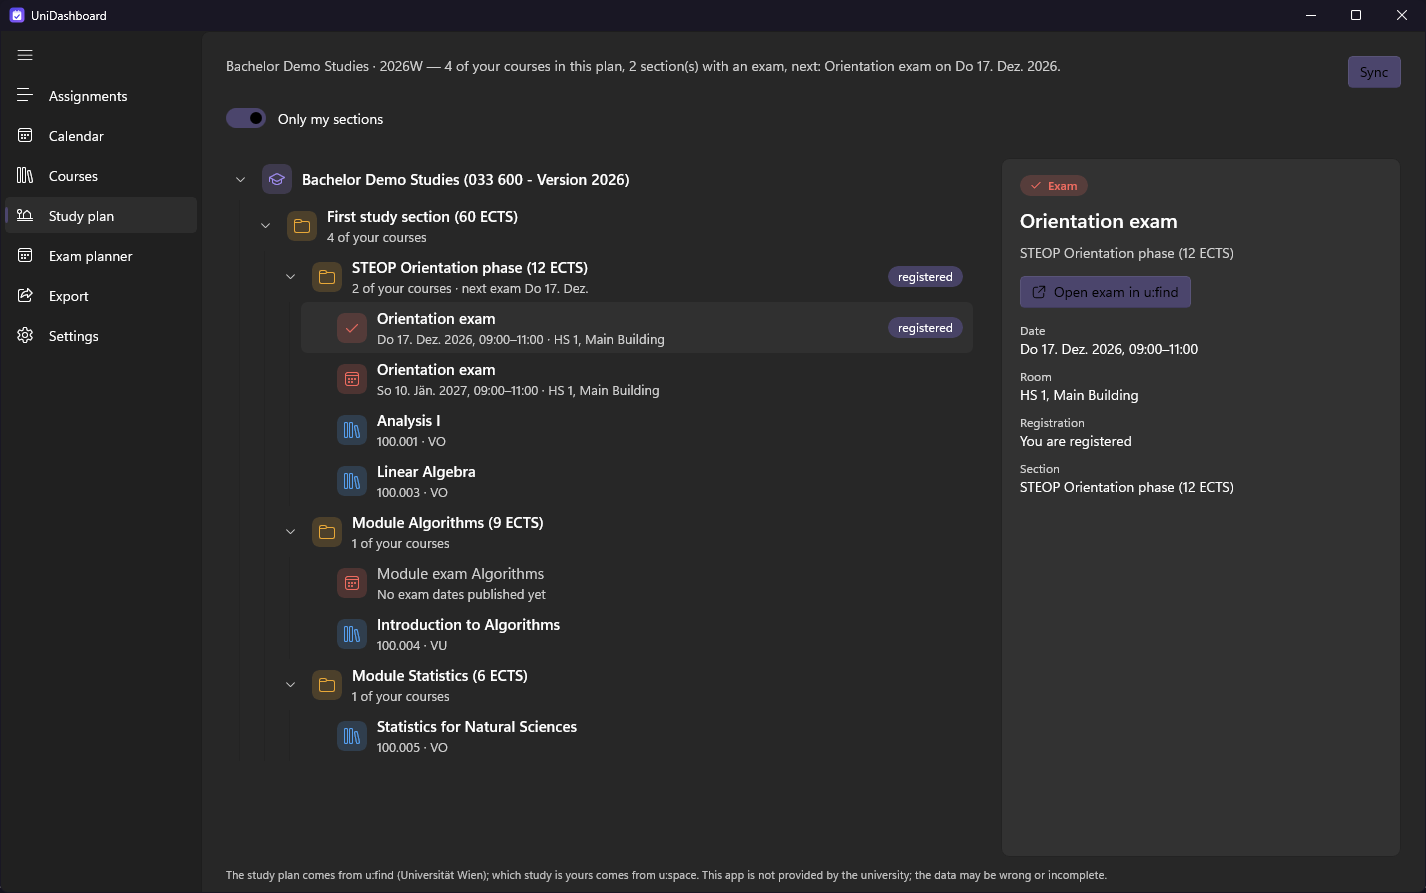 UniDashboard
Assignments
Calendar
Courses
Study plan
Exam planner
Export
Settings
Bachelor Demo Studies · 2026W — 4 of your courses in this plan, 2 section(s) with an exam, next: Orientation exam on Do 17. Dez. 2026.
Sync
Only my sections
Bachelor Demo Studies (033 600 - Version 2026)
First study section (60 ECTS)
4 of your courses
STEOP Orientation phase (12 ECTS)
2 of your courses · next exam Do 17. Dez.
registered
Orientation exam
Do 17. Dez. 2026, 09:00–11:00 · HS 1, Main Building
registered
Orientation exam
So 10. Jän. 2027, 09:00–11:00 · HS 1, Main Building
Analysis I
100.001 · VO
Linear Algebra
100.003 · VO
Module Algorithms (9 ECTS)
1 of your courses
Module exam Algorithms
No exam dates published yet
Introduction to Algorithms
100.004 · VU
Module Statistics (6 ECTS)
1 of your courses
Statistics for Natural Sciences
100.005 · VO
Exam
Orientation exam
STEOP Orientation phase (12 ECTS)
Open exam in u:find
Date
Do 17. Dez. 2026, 09:00–11:00
Room
HS 1, Main Building
Registration
You are registered
Section
STEOP Orientation phase (12 ECTS)
The study plan comes from u:find (Universität Wien); which study is yours comes from u:space. This app is not provided by the university; the data may be wrong or incomplete.